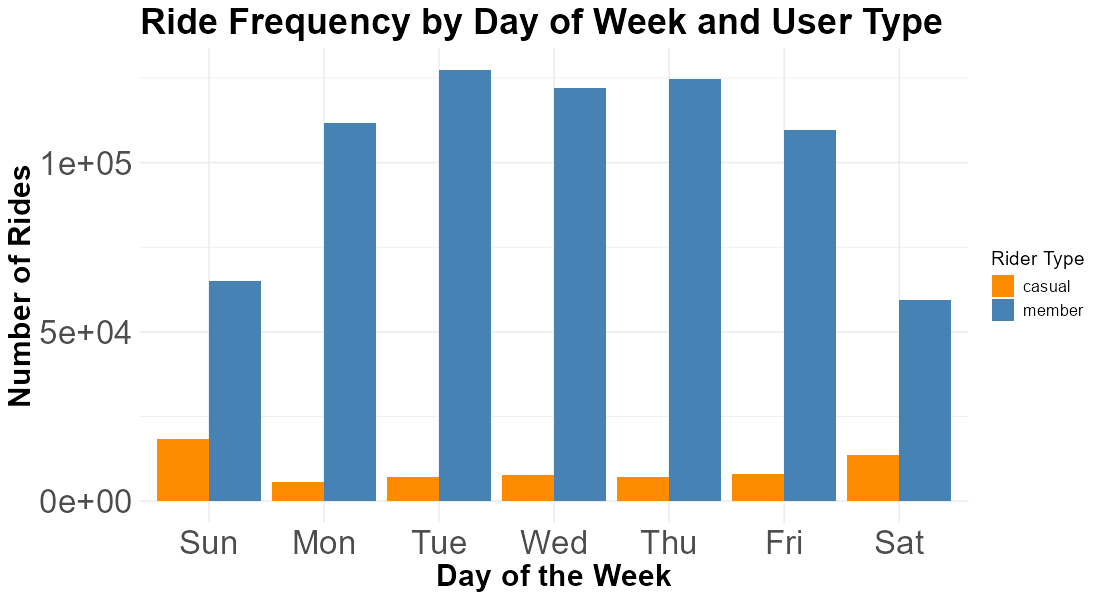 Ride Frequency by Day of Week and User Type
Number of Rides
1e+05
5e+04
0e+00
Sun Mon Tue Wed Thu Fri Sat
Day of the Week
Rider Type
casual
member